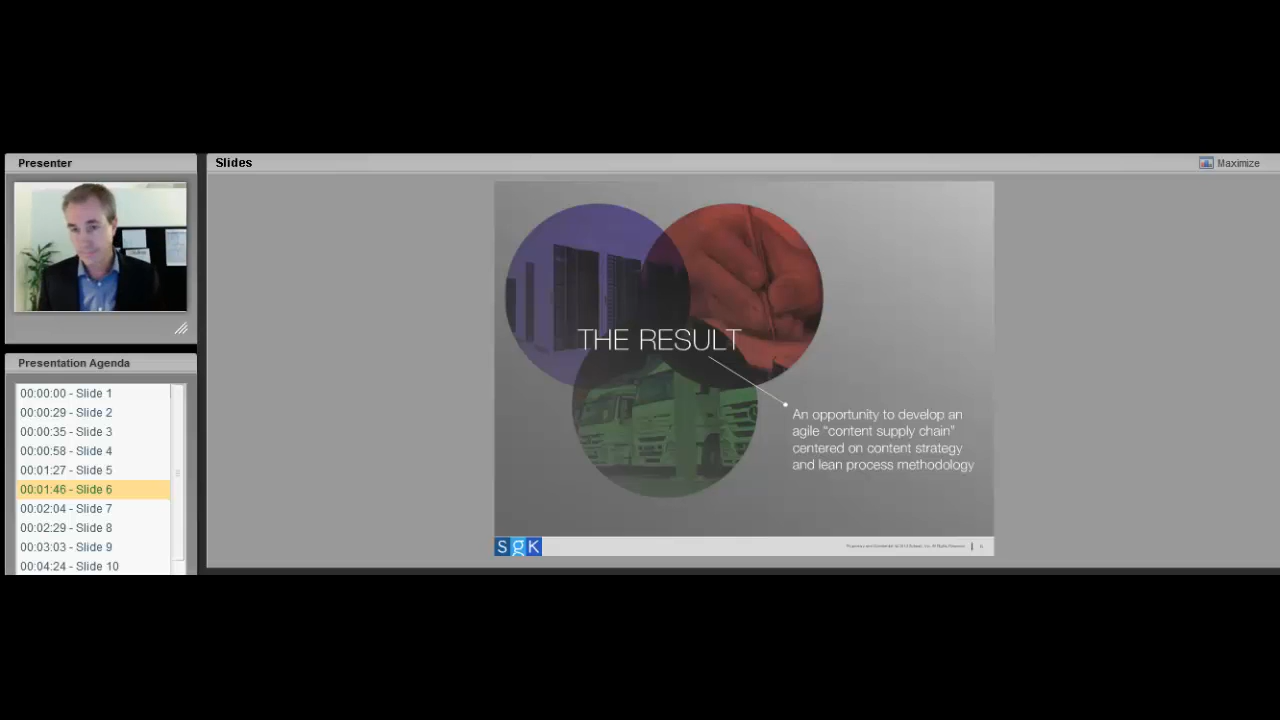 Presenter
Slides
Maximize
THE RESULT
An opportunity to develop an
agile “content supply chain”
centered on content strategy
and lean process methodology
SgK
Presentation Agenda
00:00:00 - Slide 1
00:00:29 - Slide 2
00:00:35 - Slide 3
00:00:58 - Slide 4
00:01:27 - Slide 5
00:01:46 - Slide 6
00:02:04 - Slide 7
00:02:29 - Slide 8
00:03:03 - Slide 9
00:04:24 - Slide 10